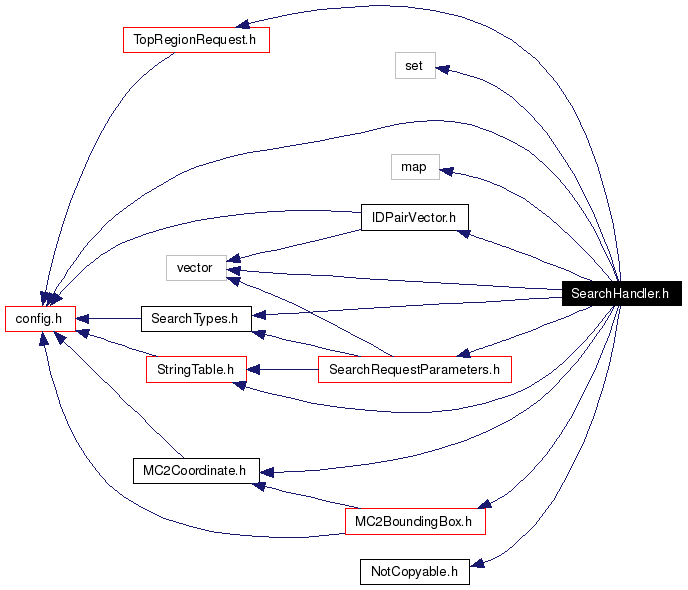 TopRegionRequest.h
set
map
IDPairVector.h
vector
SearchHandler.h
config.h
SearchTypes.h
StringTable.h
SearchRequestParameters.h
MC2Coordinate.h
MC2BoundingBox.h
NotCopyable.h